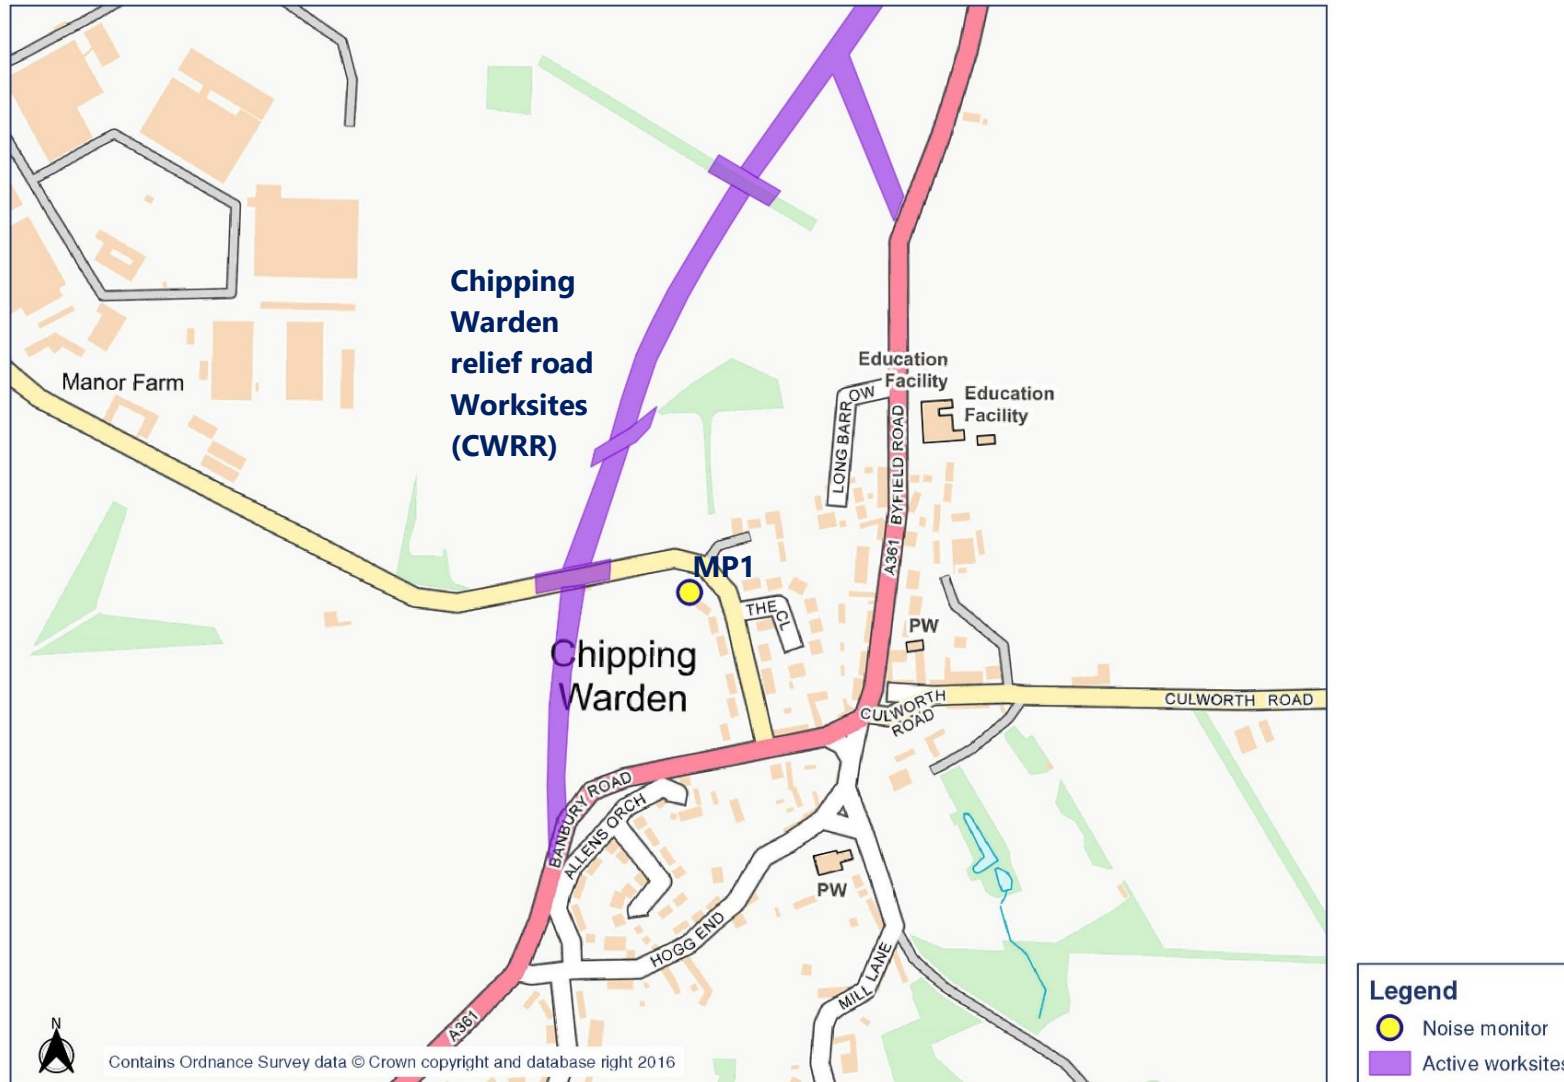 Chipping
Warden
relief road
Worksites
(CWRR)
Education
Facility
Education
Facility
Manor Farm
LONG BARROW
A361 BYFIELD ROAD
MP1
THE CL
PW
Chipping
Warden
CULWORTH
ROAD
CULWORTH ROAD
BANBURY ROAD
ALLENS ORCH
PW
HOGG END
MILL LANE
A361
N
Contains Ordnance Survey data © Crown copyright and database right 2016
Legend
Noise monitor
Active worksites